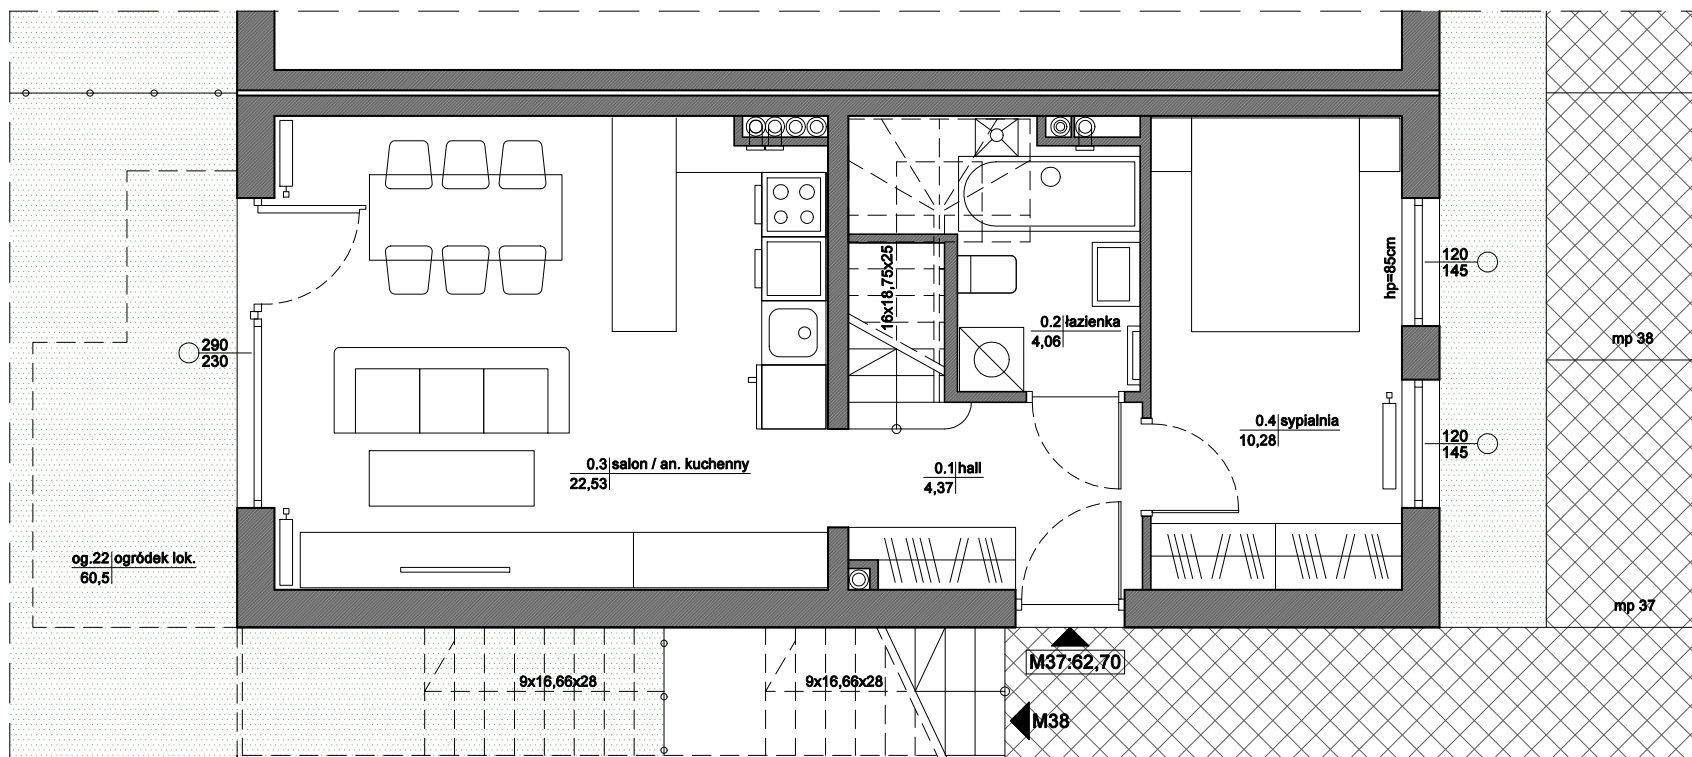 16x18,75x25
hp=85cm
120
145
0.2 łazienka
4,06
mp 38
290
230
0.4 sypialnia
10,28
120
145
0.3 salon / an. kuchenny
22,53
0.1 hall
4,37
og.22 ogródek lok.
60,5
mp 37
M37:62,70
9x16,66x28
9x16,66x28
M38